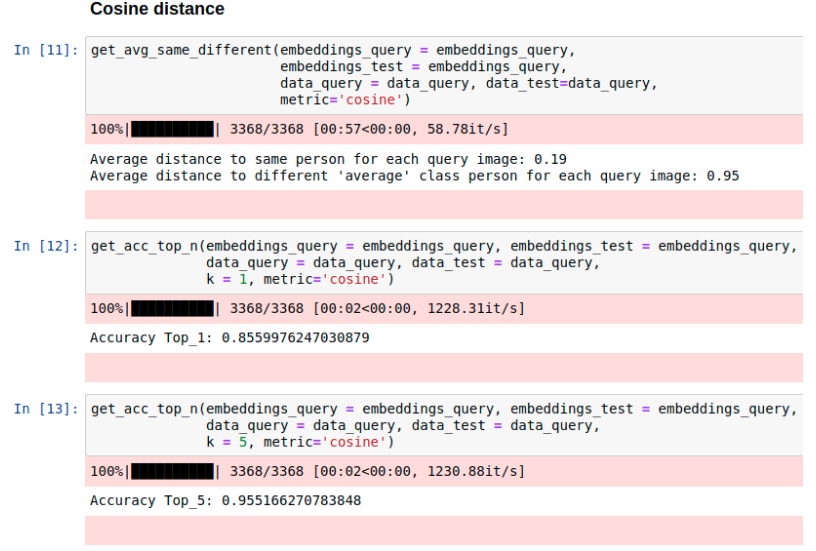 Cosine distance
In [11]: get_avg_same_different(embeddings_query = embeddings_query,
embeddings_test = embeddings_query,
data_query = data_query, data_test=data_query,
metric='cosine')
100%|██████████| 3368/3368 [00:57<00:00, 58.78it/s]
Average distance to same person for each query image: 0.19
Average distance to different 'average' class person for each query image: 0.95
In [12]: get_acc_top_n(embeddings_query = embeddings_query, embeddings_test = embeddings_query,
data_query = data_query, data_test = data_query,
k = 1, metric='cosine')
100%|██████████| 3368/3368 [00:02<00:00, 1228.31it/s]
Accuracy Top_1: 0.8559976247030879
In [13]: get_acc_top_n(embeddings_query = embeddings_query, embeddings_test = embeddings_query,
data_query = data_query, data_test = data_query,
k = 5, metric='cosine')
100%|██████████| 3368/3368 [00:02<00:00, 1230.88it/s]
Accuracy Top_5: 0.955166270783848